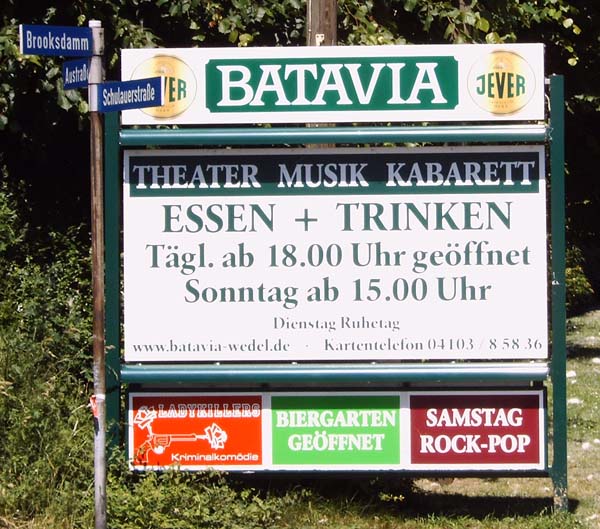 Brooksdamm
Austraße
Schulauerstraße
JEVER
BATAVIA
JEVER
THEATER MUSIK KABARETT
ESSEN + TRINKEN
Tägl. ab 18.00 Uhr geöffnet
Sonntag ab 15.00 Uhr
Dienstag Ruhetag
www.batavia-wedel.de · Kartentelefon 04103 / 8 58 36
LADYKILLERS
Kriminalkomödie
BIERGARTEN
GEÖFFNET
SAMSTAG
ROCK-POP